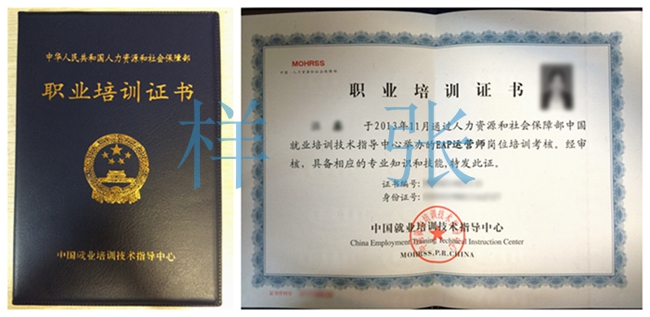 中华人民共和国人力资源和社会保障部
职业培训证书
中国就业培训技术指导中心
样张
MOHRSS
职业培训证书
于2013年11月通过人力资源和社会保障部中国
就业培训技术指导中心举办的EAP运营师岗位培训考核。经审
核,具备相应的专业知识和技能,特发此证。
证书编号:
身份证号:
中国就业培训技术指导中心
China Employment Training Technical Instruction Center
MOHRSS.P.R.CHINA